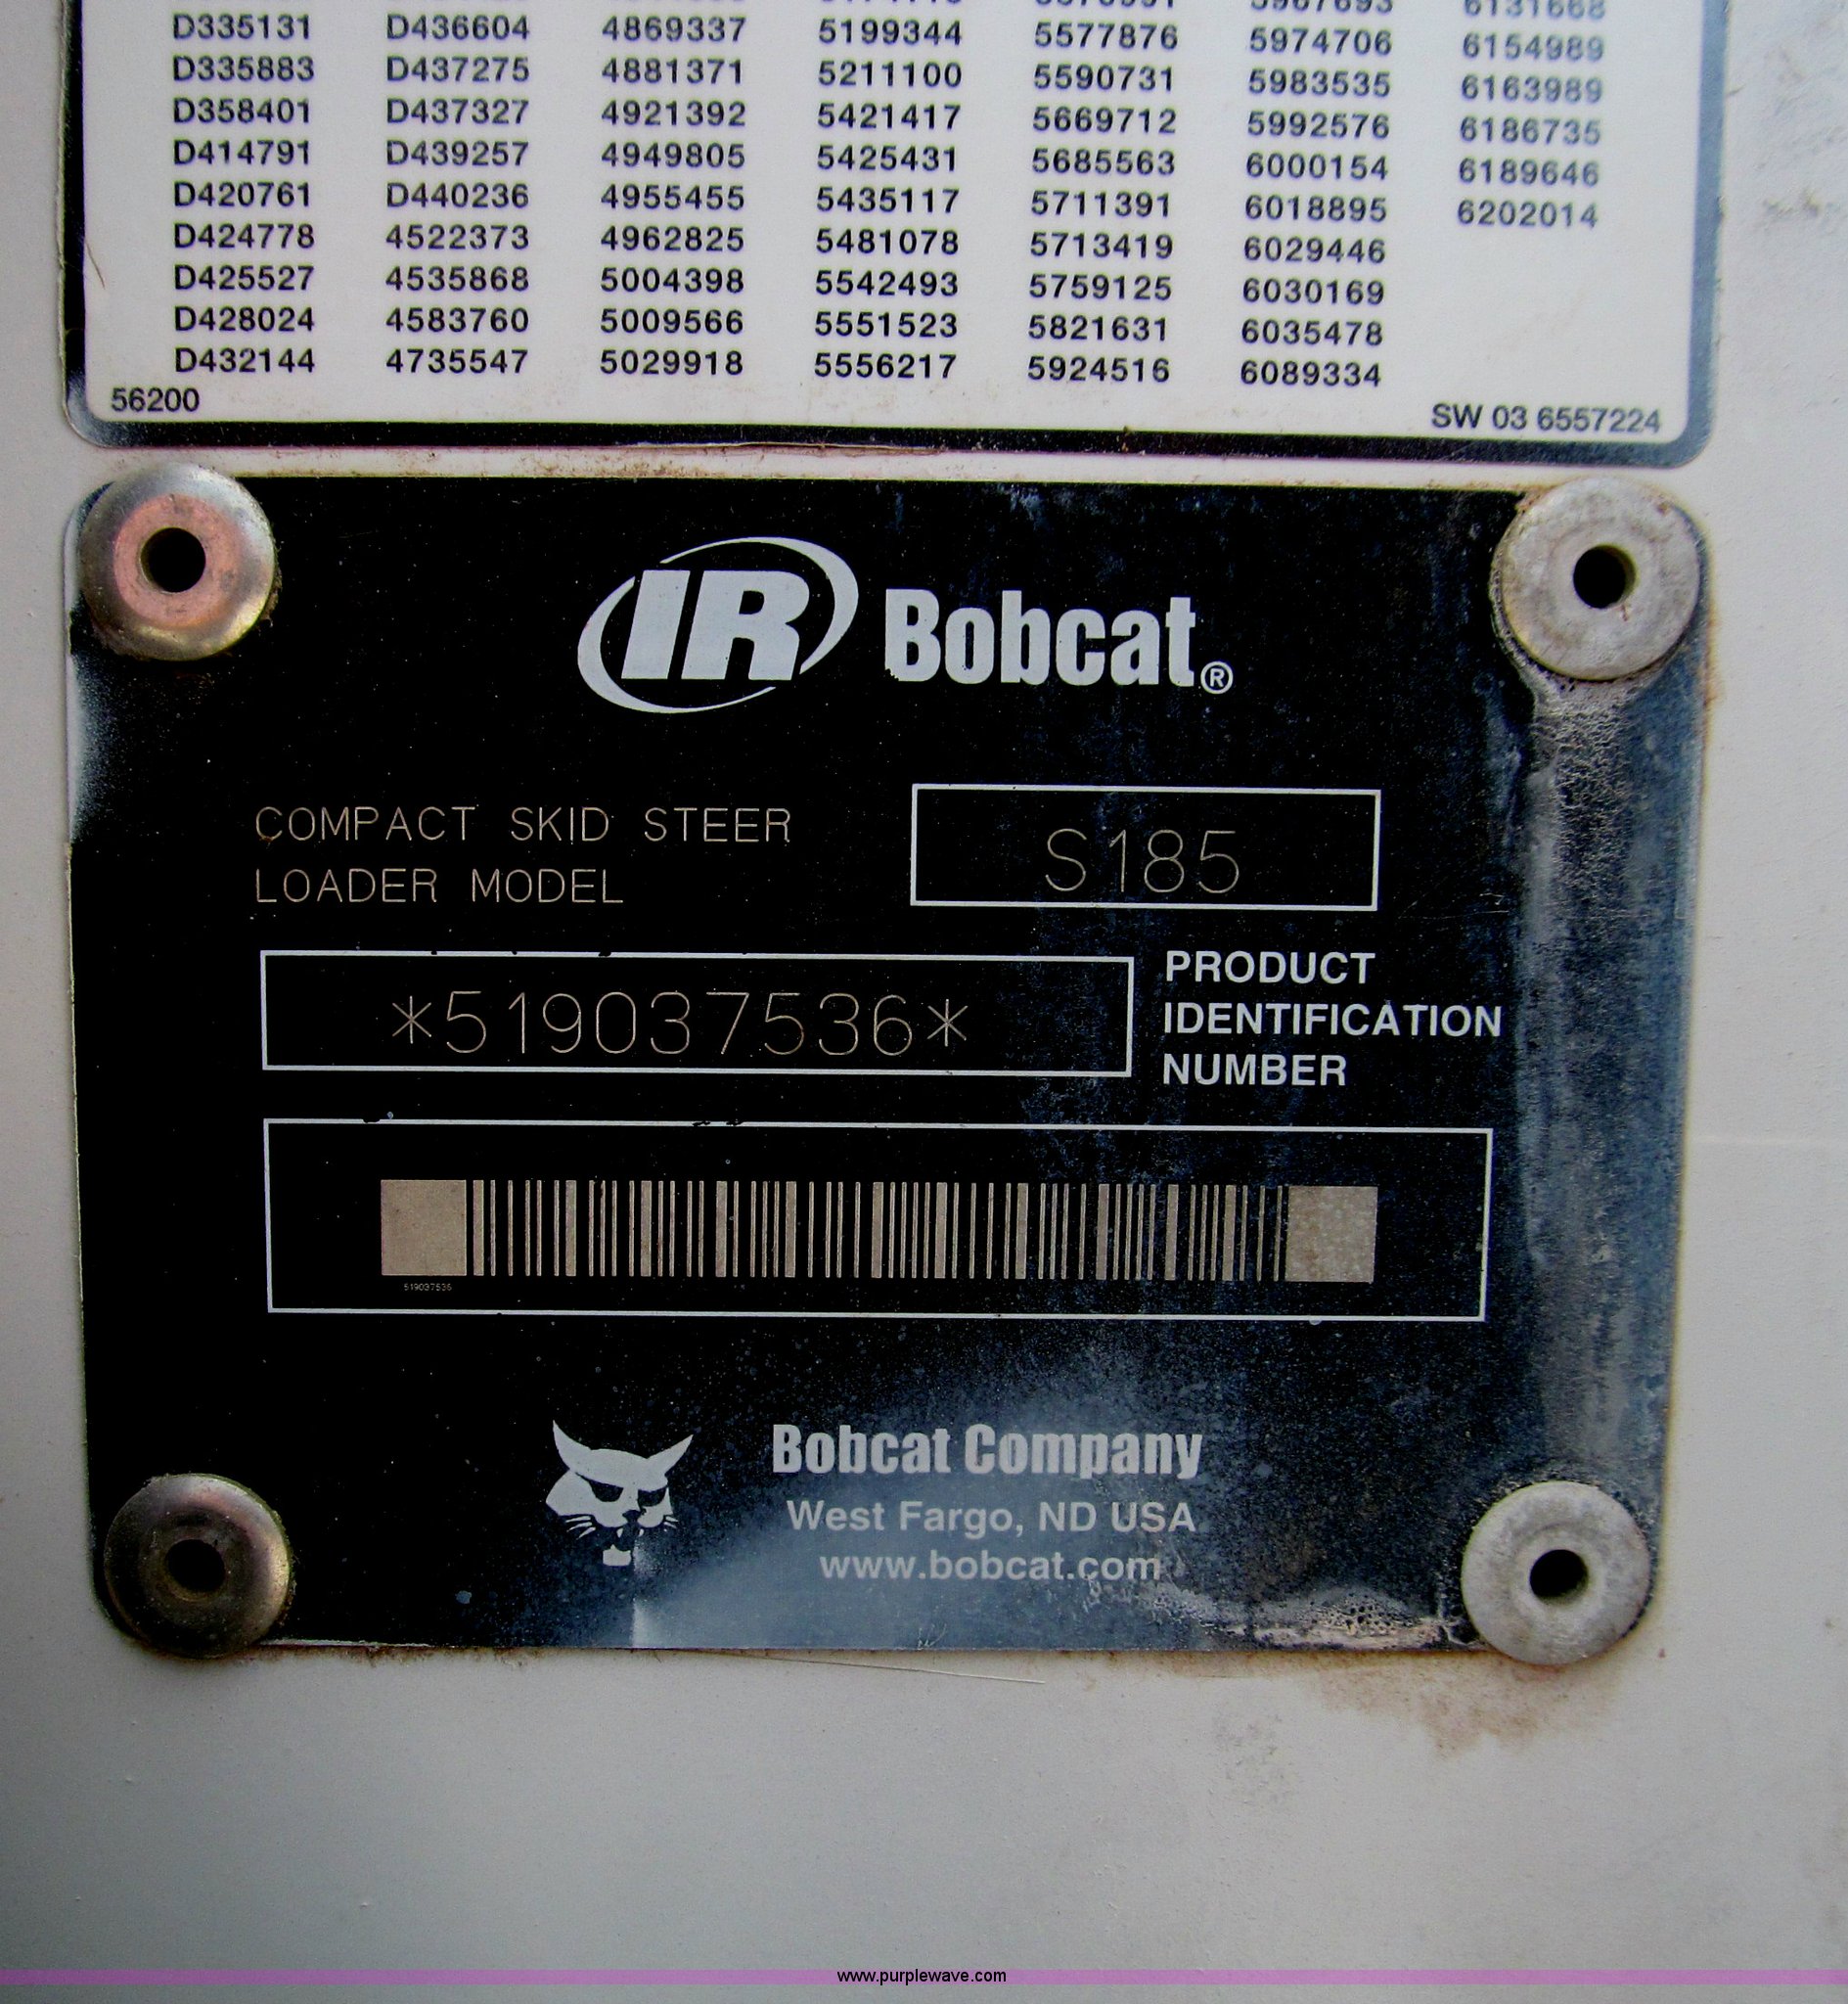 D335131 D436604 4869337 5199344 5577876 5974706 6154989
D335883 D437275 4881371 5211100 5590731 5983535 6163989
D358401 D437327 4921392 5421417 5669712 5992576 6186735
D414791 D439257 4949805 5425431 5685563 6000154 6189646
D420761 D440236 4955455 5435117 5711391 6018895 6202014
D424778 4522373 4962825 5481078 5713419 6029446
D425527 4535868 5004398 5542493 5759125 6030169
D428024 4583760 5009566 5551523 5821631 6035478
D432144 4735547 5029918 5556217 5924516 6089334
56200 SW 03 6557224
IR Bobcat®
COMPACT SKID STEER
LOADER MODEL
S185
*519037536*
PRODUCT
IDENTIFICATION
NUMBER
519037536
Bobcat Company
West Fargo, ND USA
www.bobcat.com
www.purplewave.com